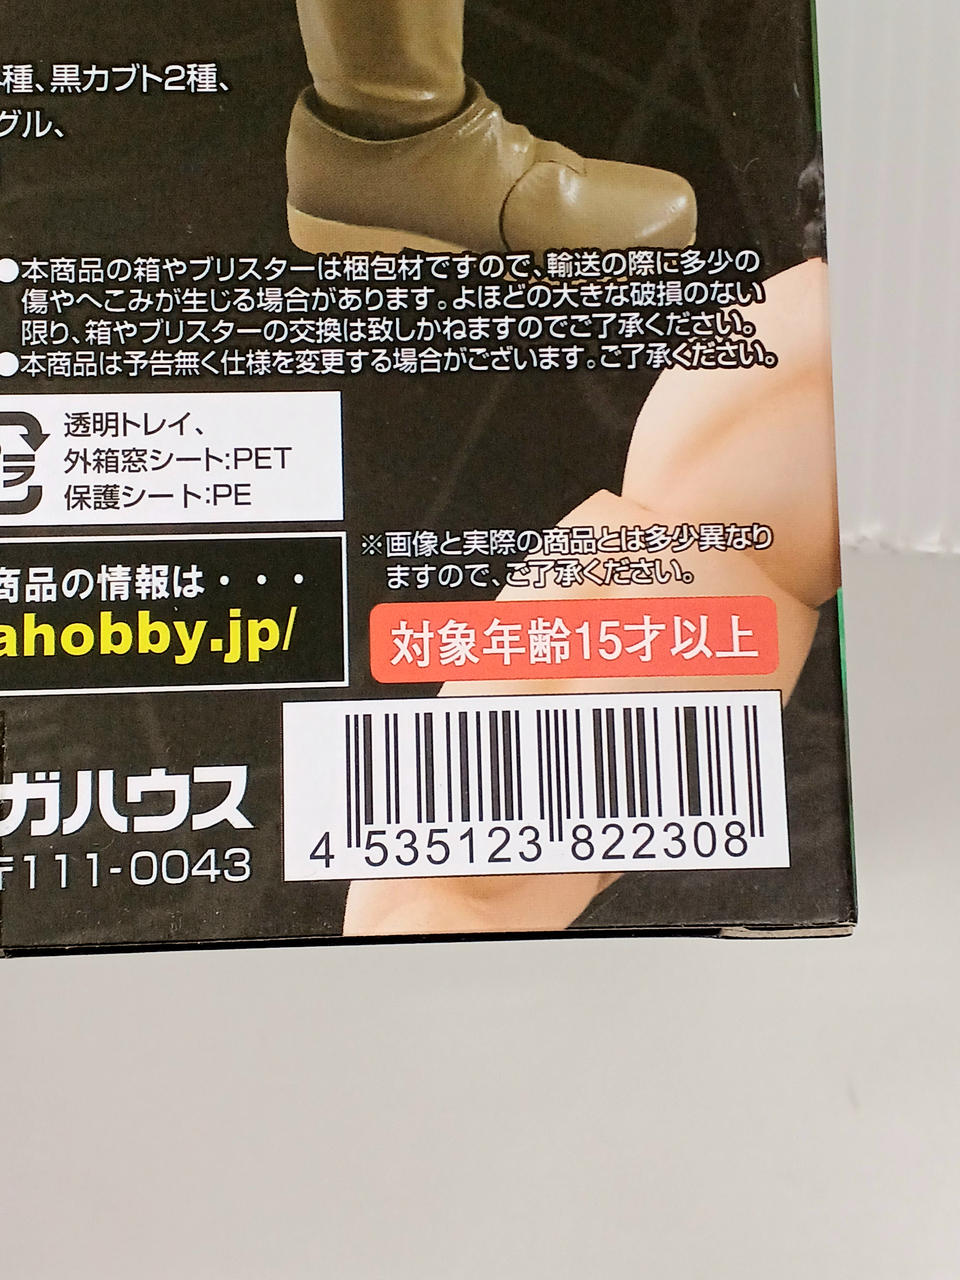 種、黒カブト2種、
グル、
●本商品の箱やブリスターは梱包材ですので、輸送の際に多少の
傷やへこみが生じる場合があります。よほどの大きな破損のない
限り、箱やブリスターの交換は致しかねますのでご了承ください。
●本商品は予告無く仕様を変更する場合がございます。ご了承ください。
プラ
透明トレイ、
外箱窓シート:PET
保護シート:PE
※画像と実際の商品とは多少異なり
ますので、ご了承ください。
商品の情報は・・・
ahobby.jp/
対象年齢15才以上
ガハウス
〒111-0043
4 535123 822308